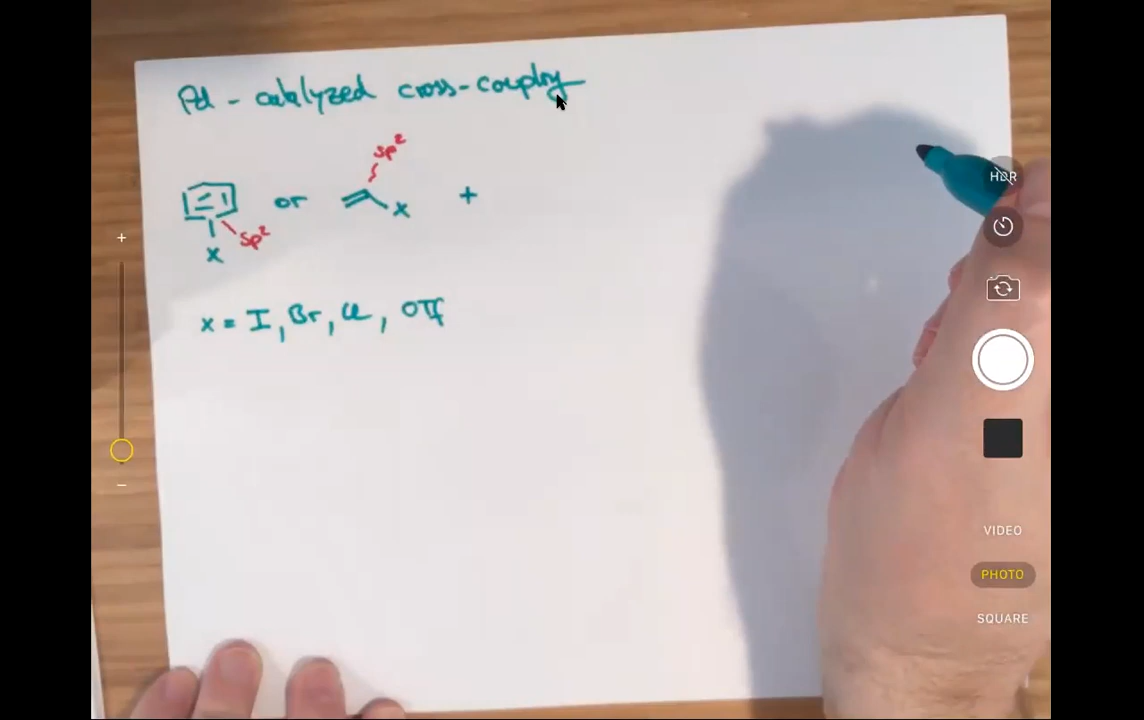 Pd - catalyzed cross-coupling
sp²
or
X
+
sp²
X
X = I, Br, Cl, OTf
HDR
+
−
VIDEO
PHOTO
SQUARE